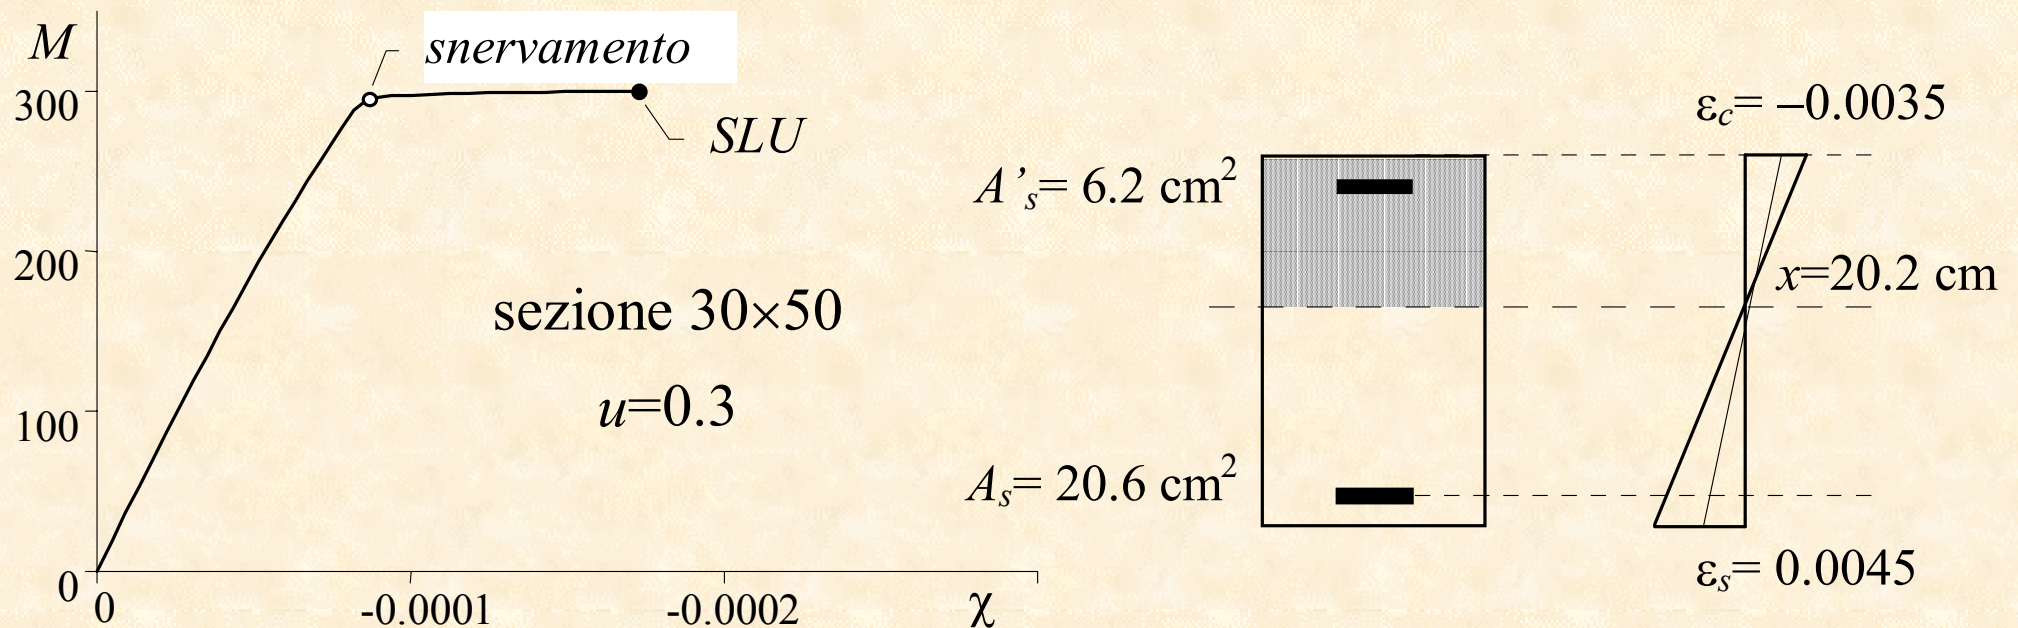 M
snervamento
300
SLU
200
sezione 30×50
u=0.3
100
0
0
-0.0001
-0.0002
χ
εc= –0.0035
A’s= 6.2 cm²
x=20.2 cm
As= 20.6 cm²
εs= 0.0045